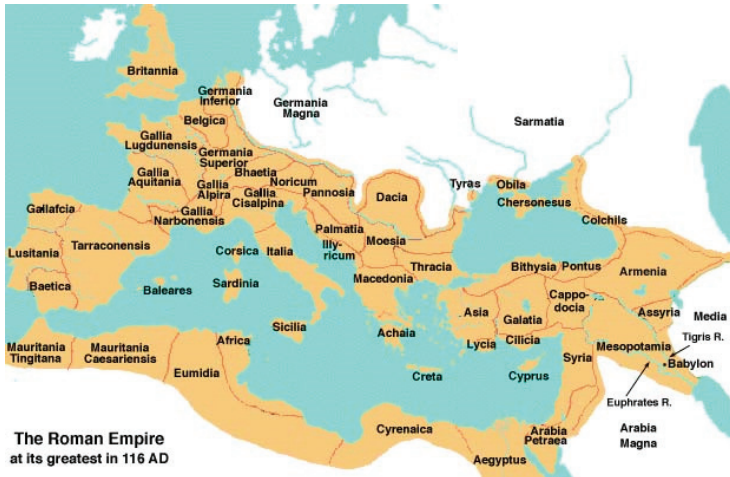 Britannia
Germania
Inferior
Germania
Magna
Sarmatia
Belgica
Gallia
Lugdunensis
Germania
Superior
Bhaetia
Noricum
Pannosia
Gallia
Aquitania
Gallia
Alpira
Gallia
Cisalpina
Gallia
Narbonensis
Dacia
Tyras
Obila
Chersonesus
Colchils
Gallafcia
Lusitania
Tarraconensis
Baetica
Baleares
Corsica
Sardinia
Italia
Sicilia
Palmatia
Illy-
ricum
Moesia
Macedonia
Thracia
Achaia
Creta
Bithysia
Pontus
Armenia
Asia
Galatia
Cappo-
docia
Lycia
Cilicia
Cyprus
Syria
Assyria
Media
Mesopotamia
Tigris R.
Babylon
Euphrates R.
Arabia
Magna
Mauritania
Tingitana
Mauritania
Caesariensis
Eumidia
Africa
Cyrenaica
Aegyptus
Arabia
Petraea
The Roman Empire
at its greatest in 116 AD